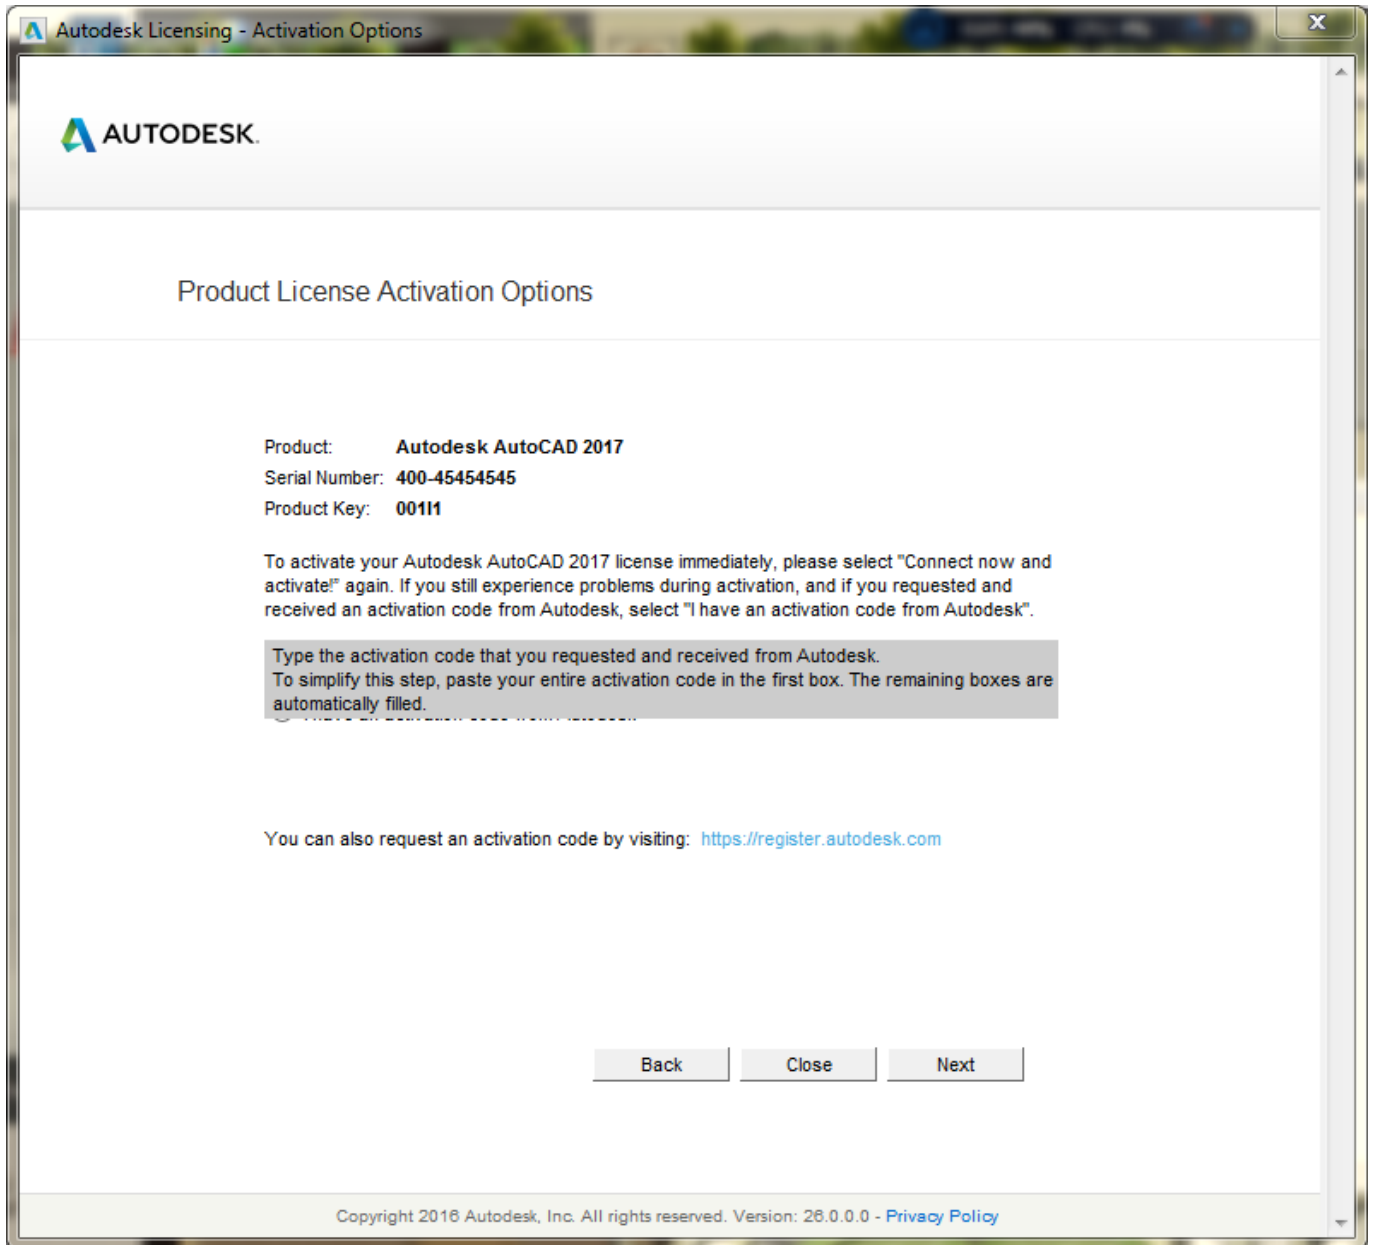 Autodesk Licensing - Activation Options
X
AUTODESK.
Product License Activation Options
Product: Autodesk AutoCAD 2017
Serial Number: 400-45454545
Product Key: 001I1
To activate your Autodesk AutoCAD 2017 license immediately, please select "Connect now and
activate!" again. If you still experience problems during activation, and if you requested and
received an activation code from Autodesk, select "I have an activation code from Autodesk".
Type the activation code that you requested and received from Autodesk.
To simplify this step, paste your entire activation code in the first box. The remaining boxes are
automatically filled.
You can also request an activation code by visiting: https://register.autodesk.com
Back Close Next
Copyright 2016 Autodesk, Inc. All rights reserved. Version: 26.0.0.0 - Privacy Policy